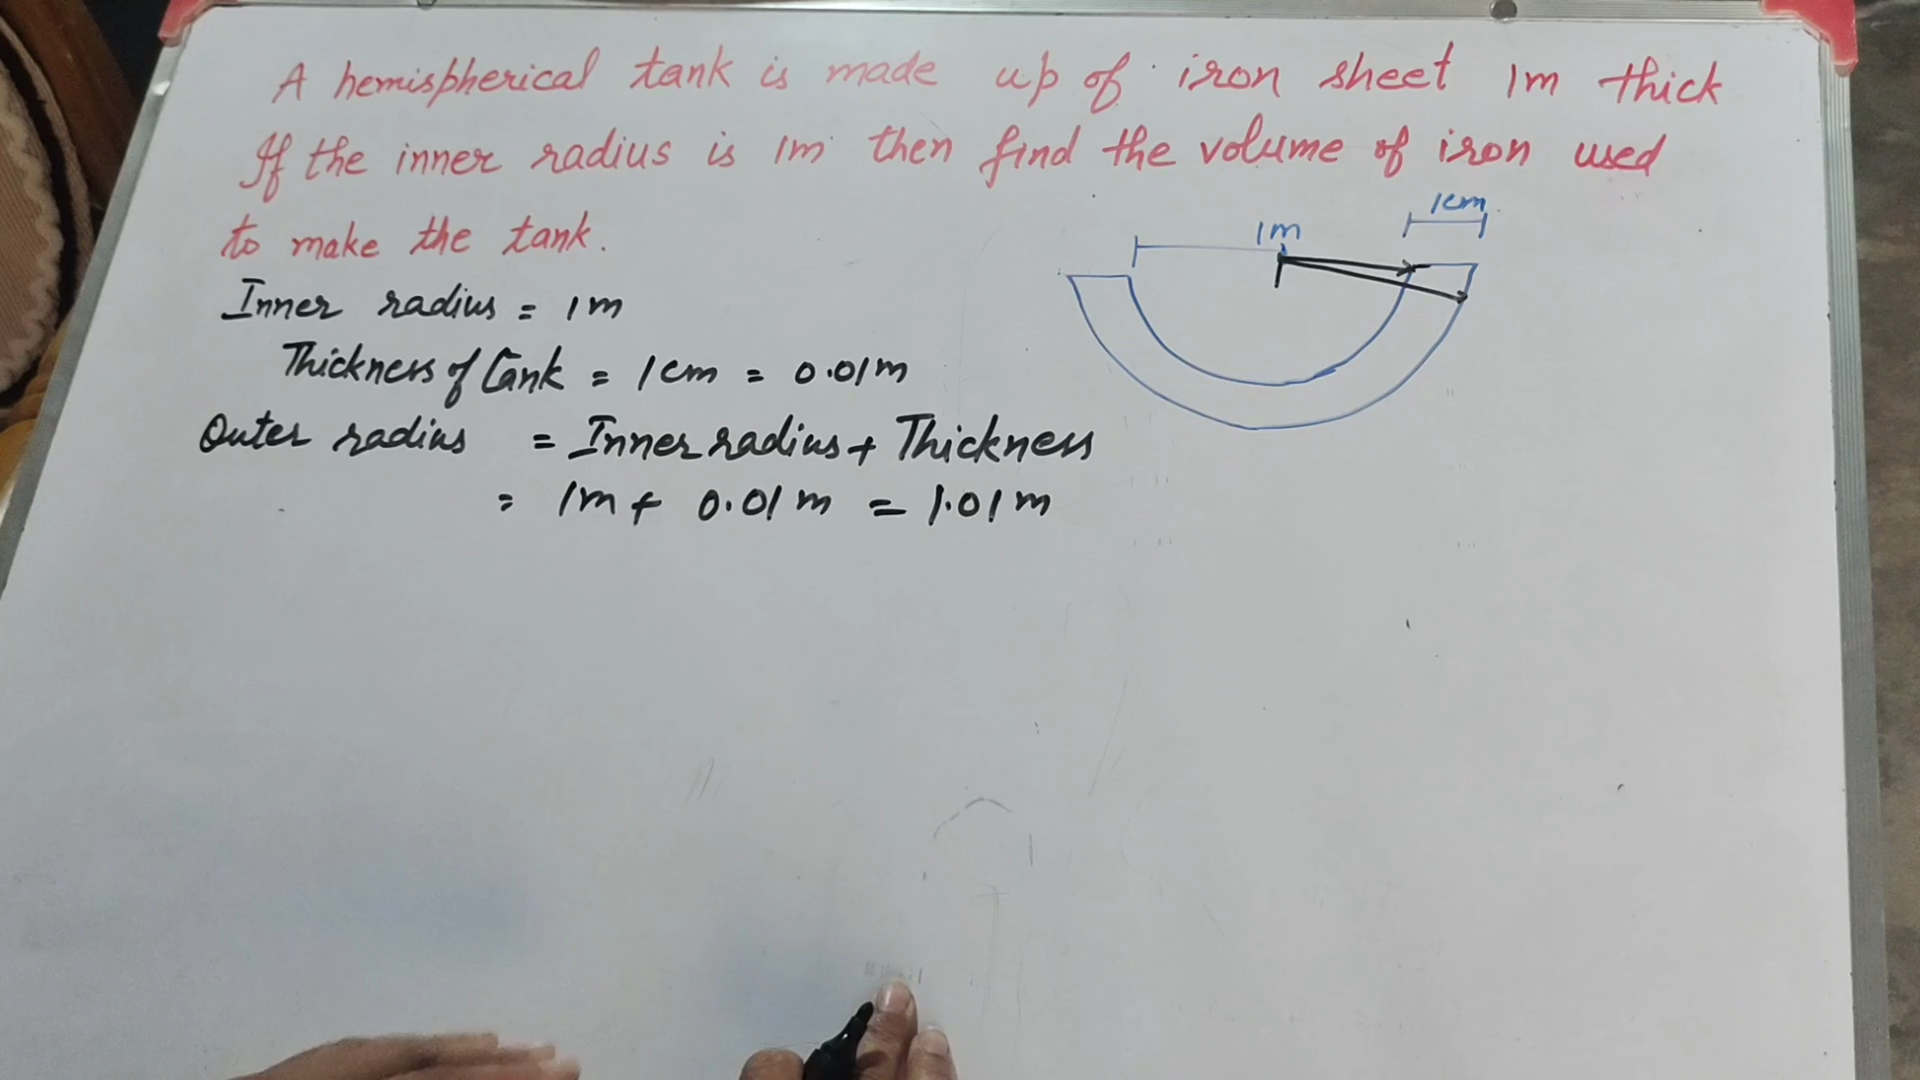 A hemispherical tank is made up of iron sheet 1m thick
If the inner radius is 1m then find the volume of iron used
to make the tank.
1cm
1m
Inner radius = 1m
Thickness of Tank = 1cm = 0.01m
Outer radius = Inner radius + Thickness
= 1m + 0.01m = 1.01m